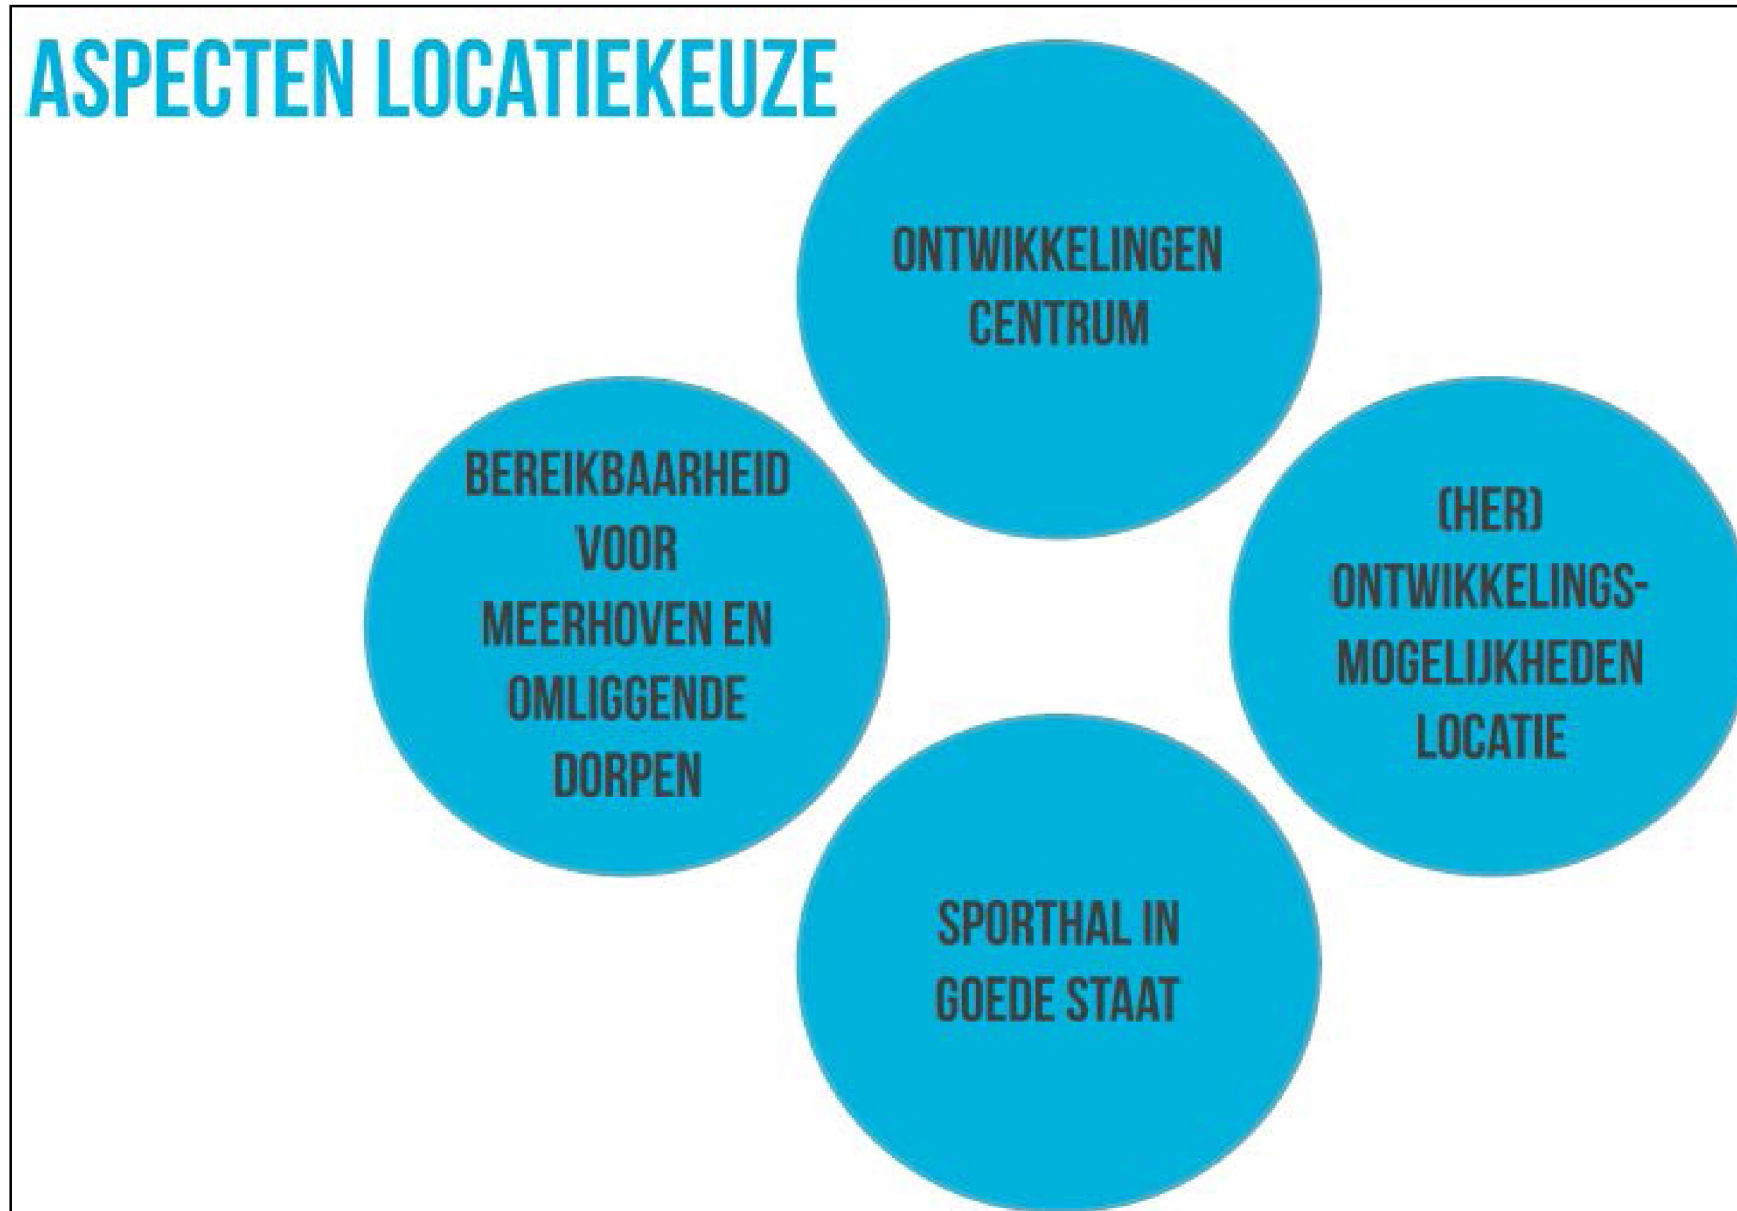 ASPECTEN LOCATIEKEUZE
ONTWIKKELINGEN
CENTRUM
BEREIKBAARHEID
VOOR
MEERHOVEN EN
OMLIGGENDE
DORPEN
(HER)
ONTWIKKELINGS-
MOGELIJKHEDEN
LOCATIE
SPORTHAL IN
GOEDE STAAT